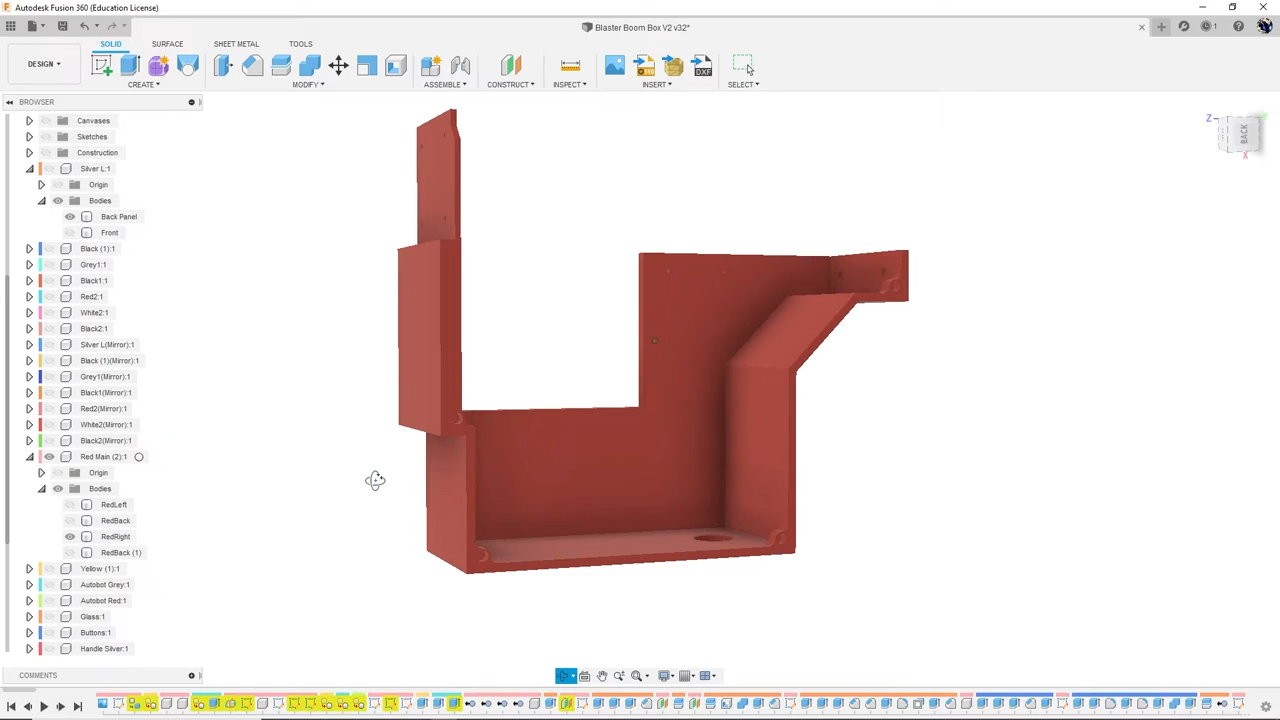 Autodesk Fusion 360 (Education License)
Blaster Boom Box V2 v32*
1
SOLID SURFACE SHEET METAL TOOLS
DESIGN
CREATE MODIFY ASSEMBLE CONSTRUCT INSPECT INSERT SELECT
DXF
BROWSER
Canvases
Sketches
Construction
Silver L:1
Origin
Bodies
Back Panel
Front
Black (1):1
Grey1:1
Black1:1
Red2:1
White2:1
Black2:1
Silver L(Mirror):1
Black (1)(Mirror):1
Grey1(Mirror):1
Black1(Mirror):1
Red2(Mirror):1
White2(Mirror):1
Black2(Mirror):1
Red Main (2):1
Origin
Bodies
RedLeft
RedBack
RedRight
RedBack (1)
Yellow (1):1
Autobot Grey:1
Autobot Red:1
Glass:1
Buttons:1
Handle Silver:1
COMMENTS
Z
BACK
X